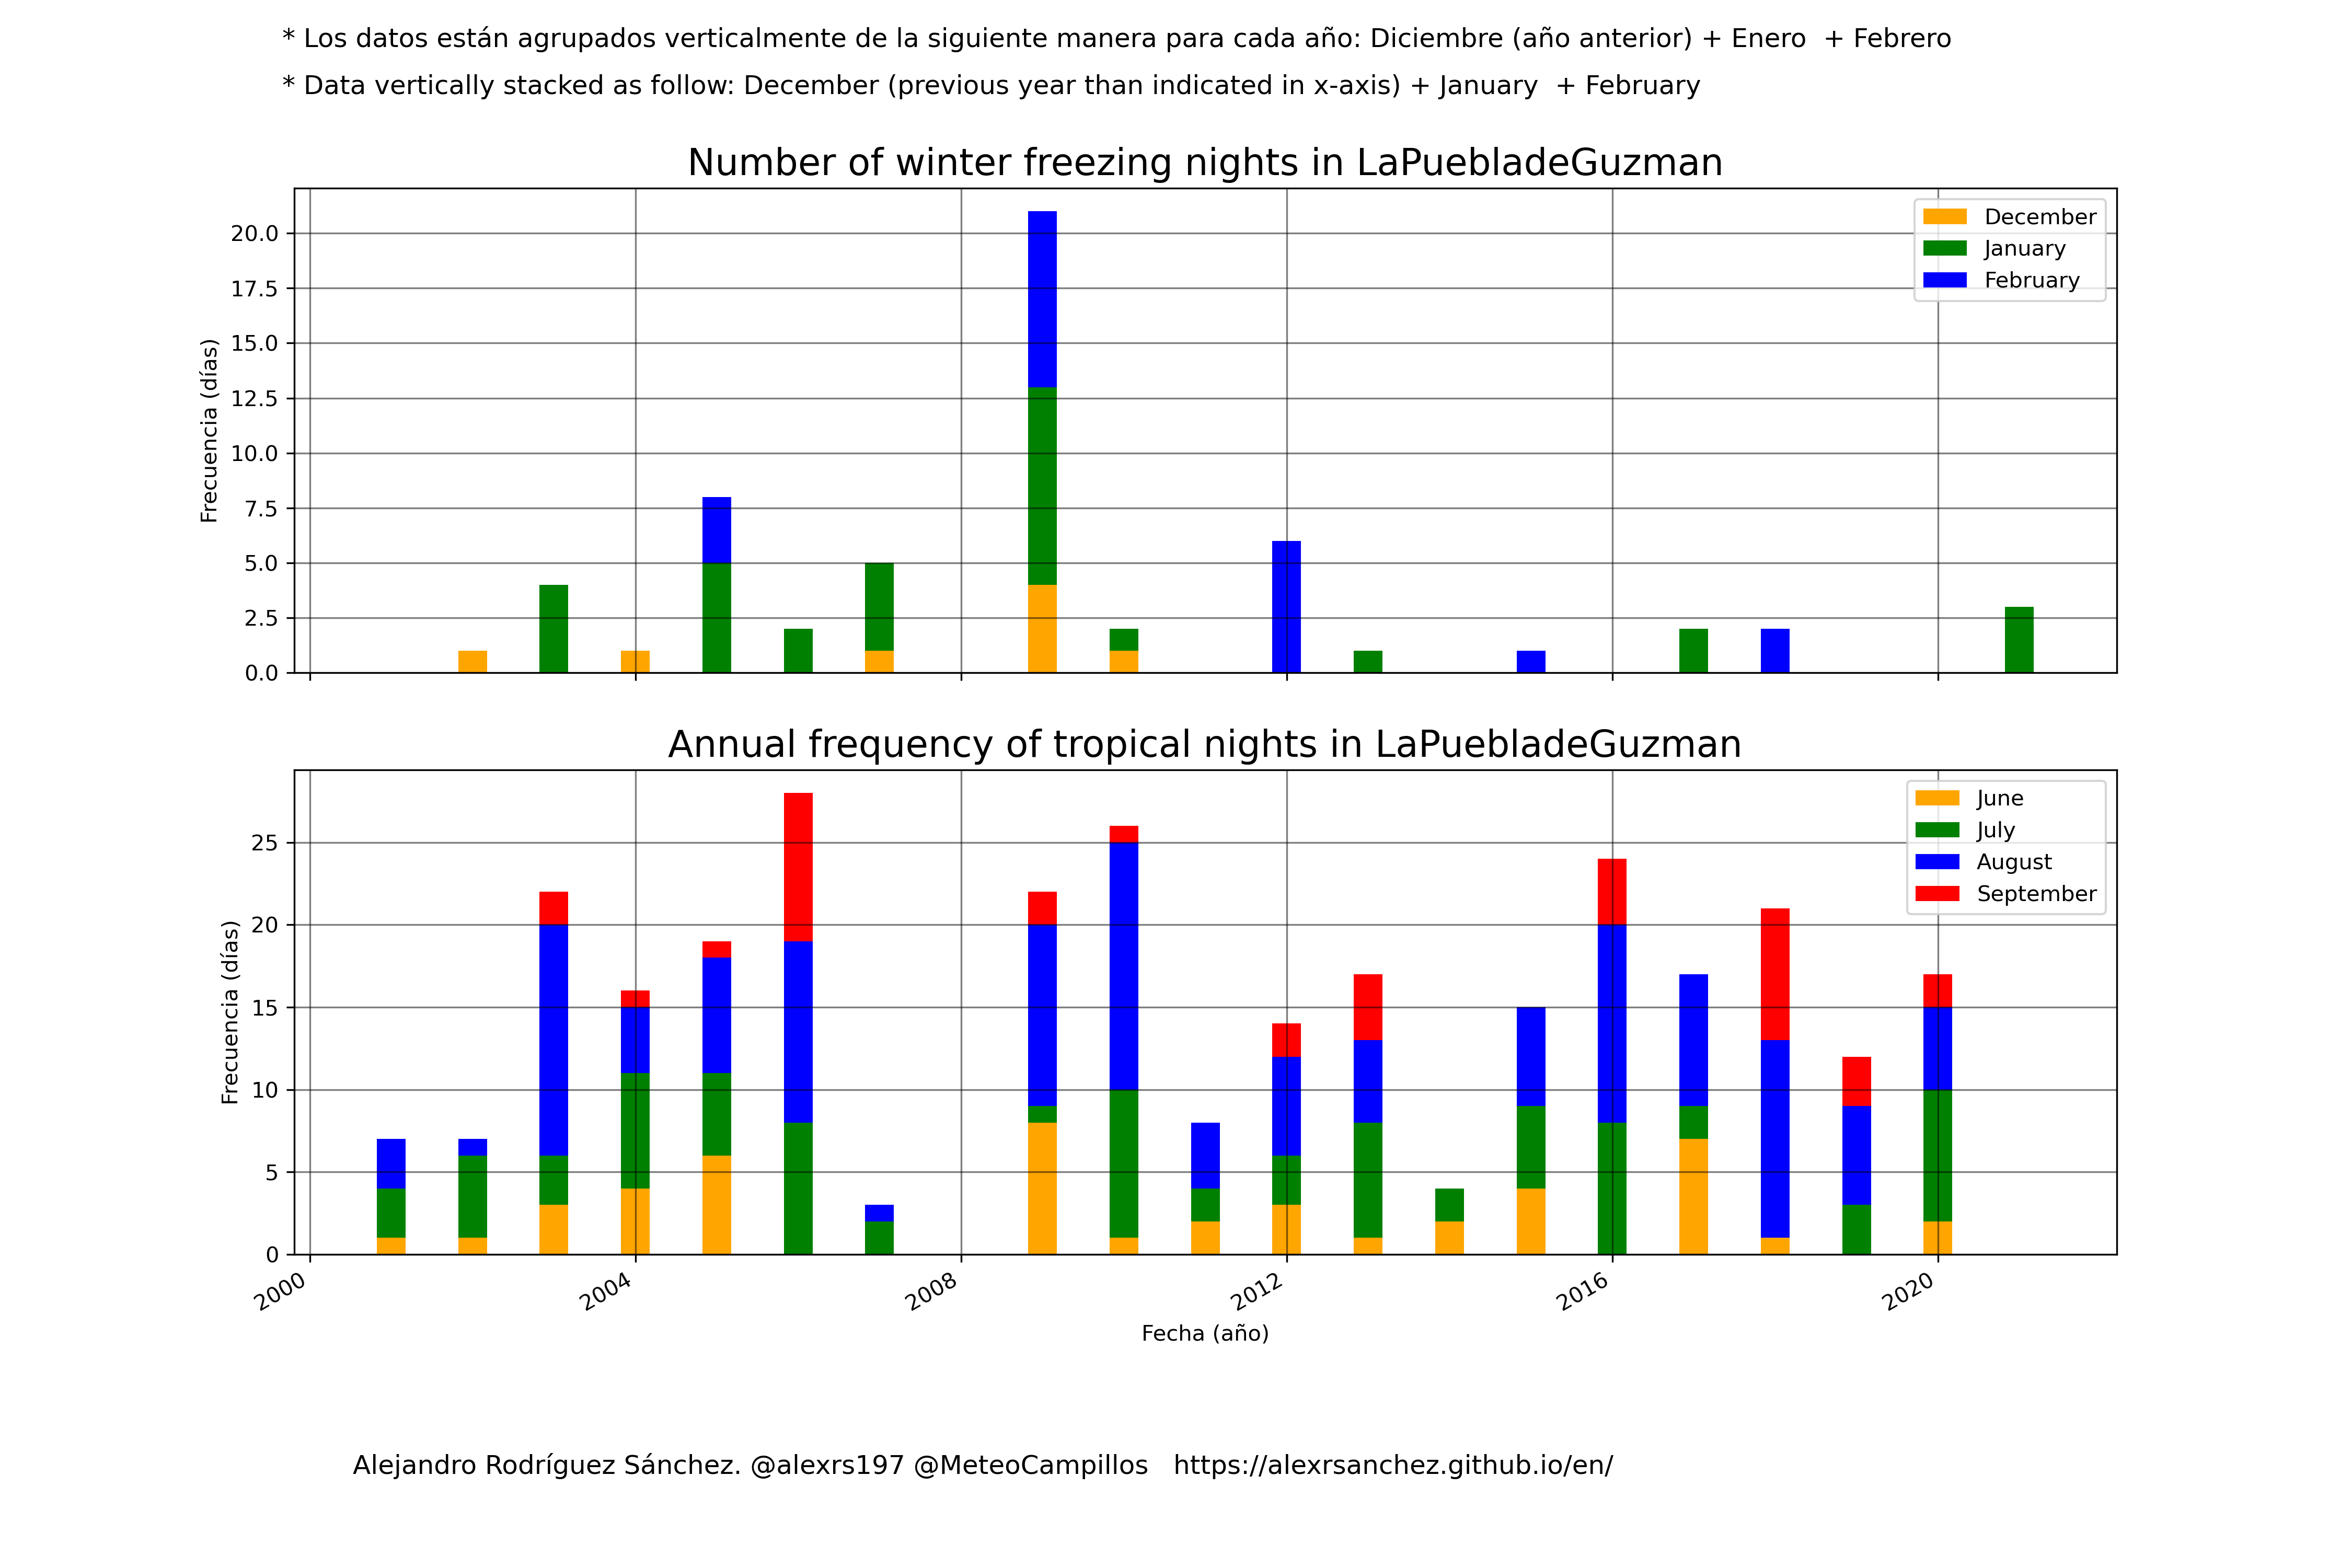 * Los datos están agrupados verticalmente de la siguiente manera para cada año: Diciembre (año anterior) + Enero  + Febrero
* Data vertically stacked as follow: December (previous year than indicated in x-axis) + January  + February
Number of winter freezing nights in LaPuebladeGuzman
20.0
17.5
15.0
12.5
10.0
7.5
5.0
2.5
0.0
Frecuencia (días)
December
January
February
Annual frequency of tropical nights in LaPuebladeGuzman
25
20
15
10
5
0
Frecuencia (días)
June
July
August
September
2000 2004 2008 2012 2016 2020
Fecha (año)
Alejandro Rodríguez Sánchez. @alexrs197 @MeteoCampillos   https://alexrsanchez.github.io/en/